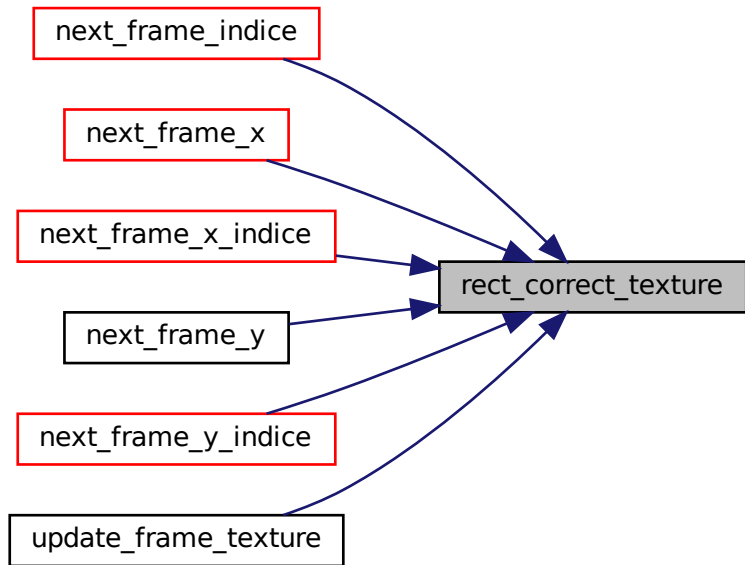 next_frame_indice
next_frame_x
next_frame_x_indice
rect_correct_texture
next_frame_y
next_frame_y_indice
update_frame_texture